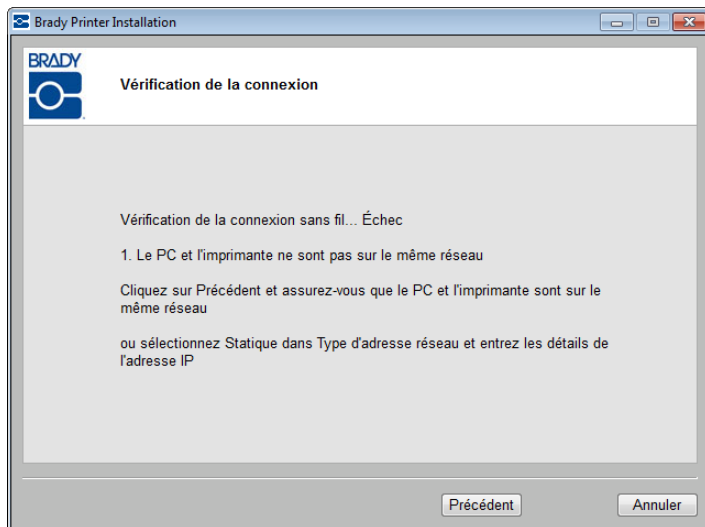 Brady Printer Installation
BRADY
Vérification de la connexion
Vérification de la connexion sans fil... Échec
1. Le PC et l'imprimante ne sont pas sur le même réseau
Cliquez sur Précédent et assurez-vous que le PC et l'imprimante sont sur le
même réseau
ou sélectionnez Statique dans Type d'adresse réseau et entrez les détails de
l'adresse IP
Précédent
Annuler